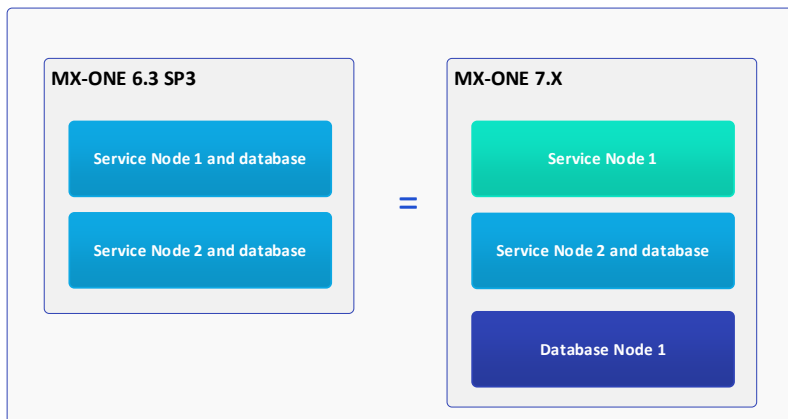 MX-ONE 6.3 SP3
Service Node 1 and database
Service Node 2 and database
=
MX-ONE 7.X
Service Node 1
Service Node 2 and database
Database Node 1